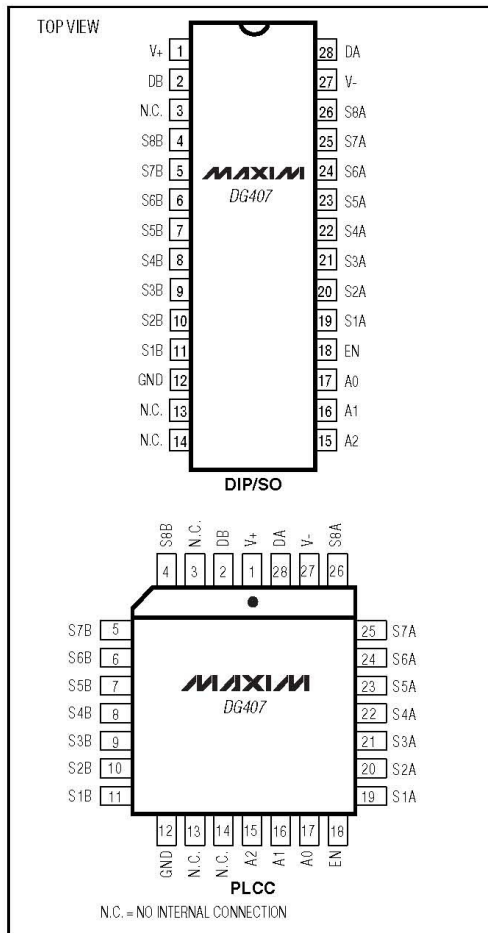 TOP VIEW
V+ 1 28 DA
DB 2 27 V-
N.C. 3 26 S8A
S8B 4 25 S7A
S7B 5 24 S6A
S6B 6 23 S5A
S5B 7 22 S4A
S4B 8 21 S3A
S3B 9 20 S2A
S2B 10 19 S1A
S1B 11 18 EN
GND 12 17 A0
N.C. 13 16 A1
N.C. 14 15 A2
MAXIM
DG407
DIP/SO
S8B N.C. DB V+ DA V- S8A
4 3 2 1 28 27 26
S7B 5 25 S7A
S6B 6 24 S6A
S5B 7 23 S5A
S4B 8 22 S4A
S3B 9 21 S3A
S2B 10 20 S2A
S1B 11 19 S1A
MAXIM
DG407
12 13 14 15 16 17 18
GND N.C. N.C. A2 A1 A0 EN
PLCC
N.C. = NO INTERNAL CONNECTION